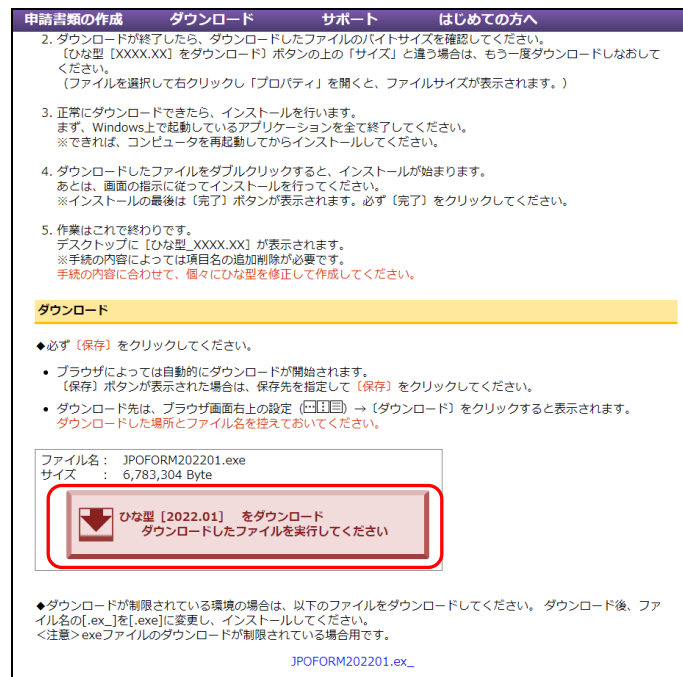 申請書類の作成　ダウンロード　サポート　はじめての方へ
2. ダウンロードが終了したら、ダウンロードしたファイルのバイトサイズを確認してください。
〔ひな型［XXXX.XX］をダウンロード〕ボタンの上の「サイズ」と違う場合は、もう一度ダウンロードしなおして
ください。
（ファイルを選択して右クリックし「プロパティ」を開くと、ファイルサイズが表示されます。）
3. 正常にダウンロードできたら、インストールを行います。
まず、Windows上で起動しているアプリケーションを全て終了してください。
※できれば、コンピュータを再起動してからインストールしてください。
4. ダウンロードしたファイルをダブルクリックすると、インストールが始まります。
あとは、画面の指示に従ってインストールを行ってください。
※インストールの最後は〔完了〕ボタンが表示されます。必ず〔完了〕をクリックしてください。
5. 作業はこれで終わりです。
デスクトップに［ひな型_XXXX.XX］が表示されます。
※手続の内容によっては項目名の追加削除が必要です。
手続の内容に合わせて、個々にひな型を修正して作成してください。
ダウンロード
◆必ず〔保存〕をクリックしてください。
• ブラウザによっては自動的にダウンロードが開始されます。
〔保存〕ボタンが表示された場合は、保存先を指定して〔保存〕をクリックしてください。
• ダウンロード先は、ブラウザ画面右上の設定（）→〔ダウンロード〕をクリックすると表示されます。
ダウンロードした場所とファイル名を控えておいてください。
ファイル名： JPOFORM202201.exe
サイズ ： 6,783,304 Byte
ひな型［2022.01］ をダウンロード
ダウンロードしたファイルを実行してください
◆ダウンロードが制限されている環境の場合は、以下のファイルをダウンロードしてください。 ダウンロード後、ファ
イル名の[.ex_]を[.exe]に変更し、インストールしてください。
＜注意＞exeファイルのダウンロードが制限されている場合用です。
JPOFORM202201.ex_